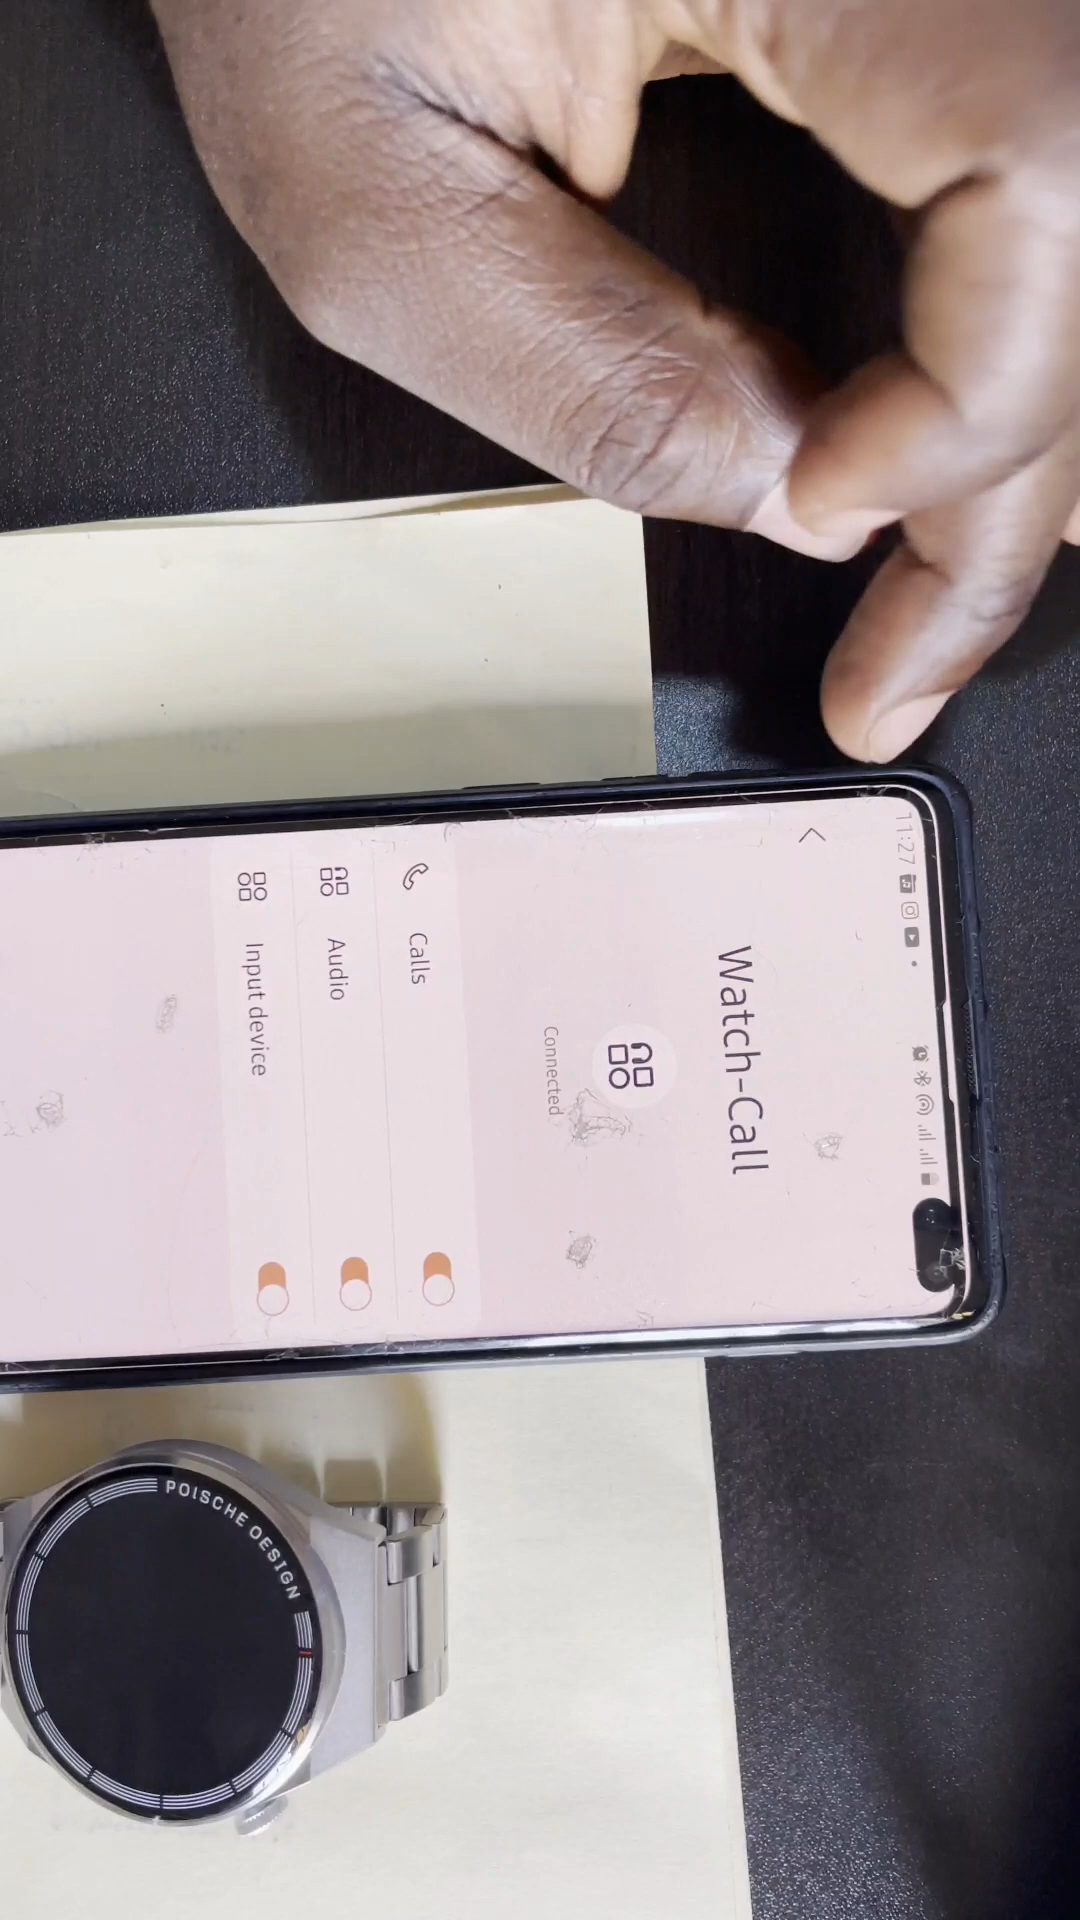 11:27
Watch-Call
Connected
Calls
Audio
Input device
POISCHE DESIGN